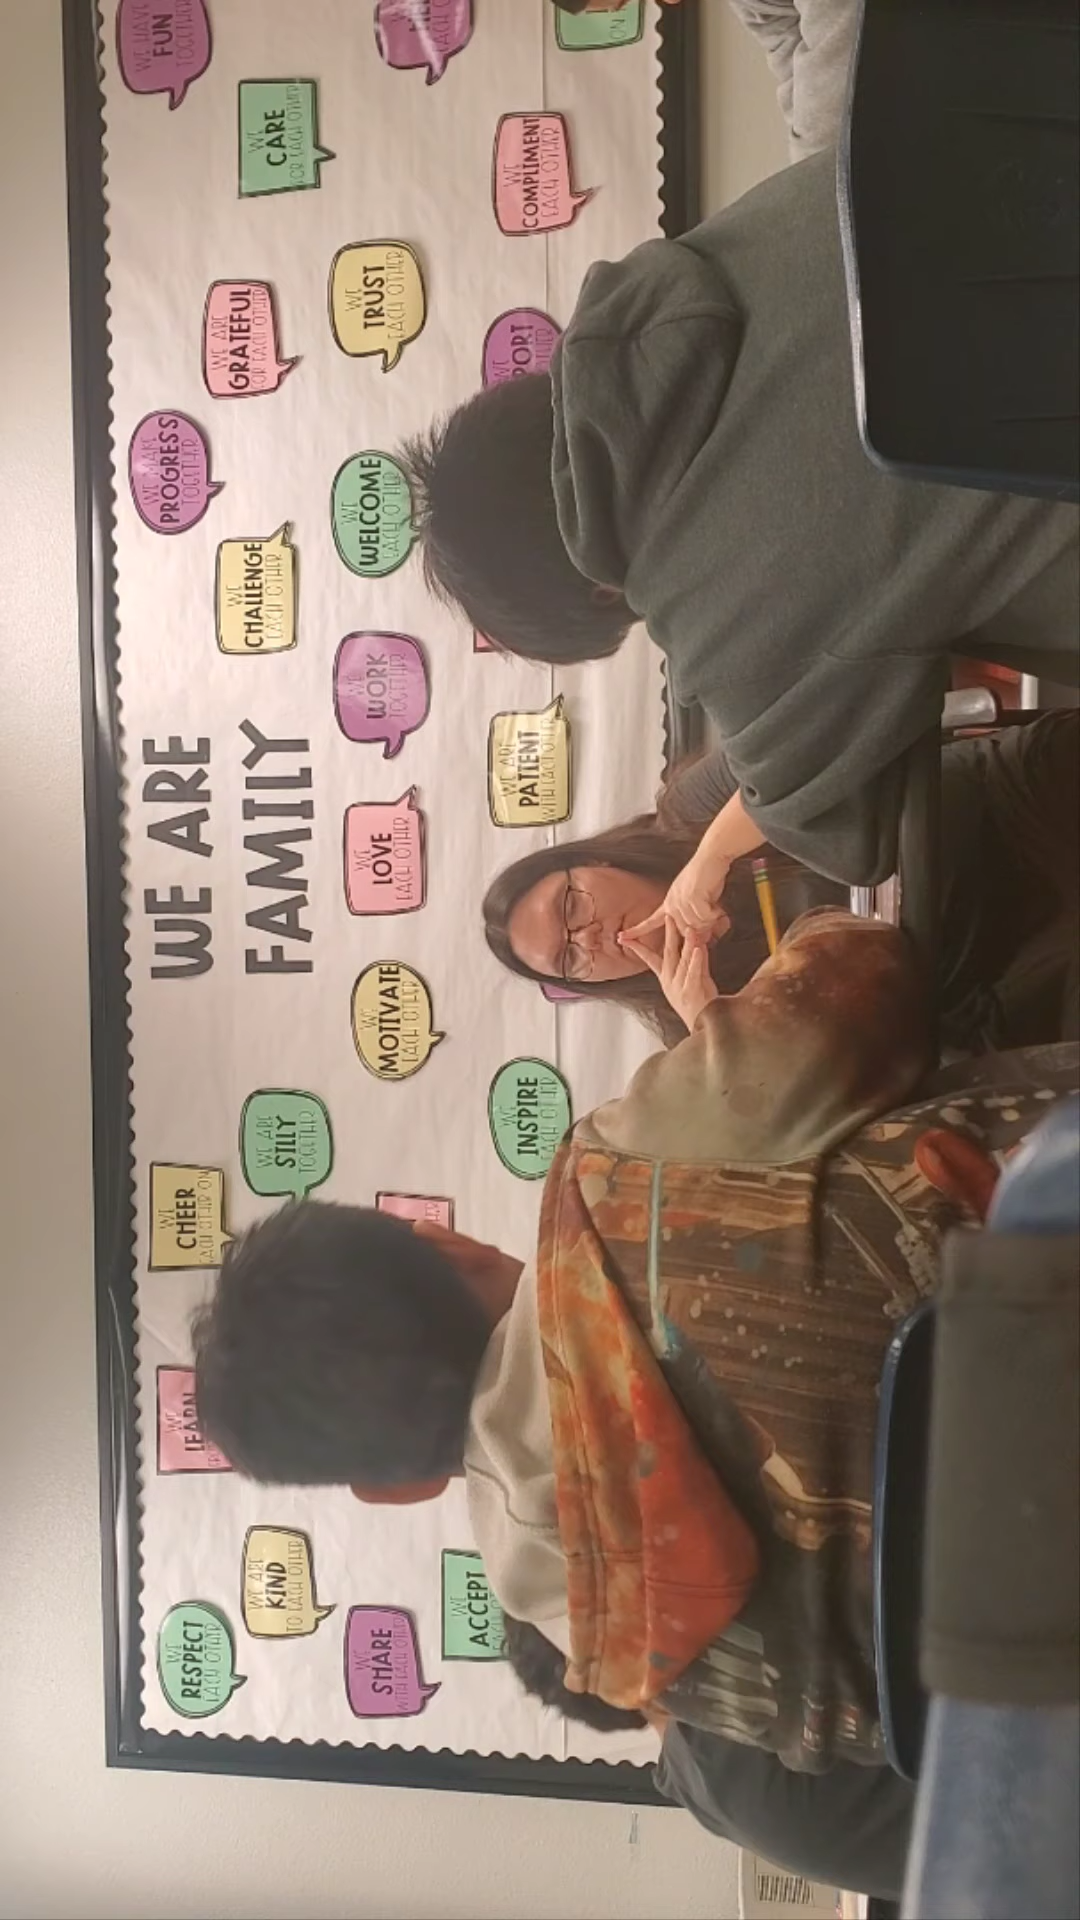 WE ARE
FAMILY
WE
RESPECT
EACH OTHER
WE
LEARN
WE
CHEER
EACH OTHER ON
WE MAKE
PROGRESS
TOGETHER
WE HAVE
FUN
TOGETHER
WE ARE
KIND
TO EACH OTHER
WE ARE
SILLY
TOGETHER
WE
CHALLENGE
EACH OTHER
WE ARE
GRATEFUL
FOR EACH OTHER
WE
CARE
FOR EACH OTHER
WE
SHARE
WITH EACH OTHER
WE
MOTIVATE
EACH OTHER
WE
LOVE
EACH OTHER
WE
WORK
TOGETHER
WE
WELCOME
EACH OTHER
WE
TRUST
EACH OTHER
WE
ACCEPT
WE
INSPIRE
EACH OTHER
WE ARE
PATIENT
WITH EACH OTHER
WE
PORT
WE
COMPLIMENT
EACH OTHER